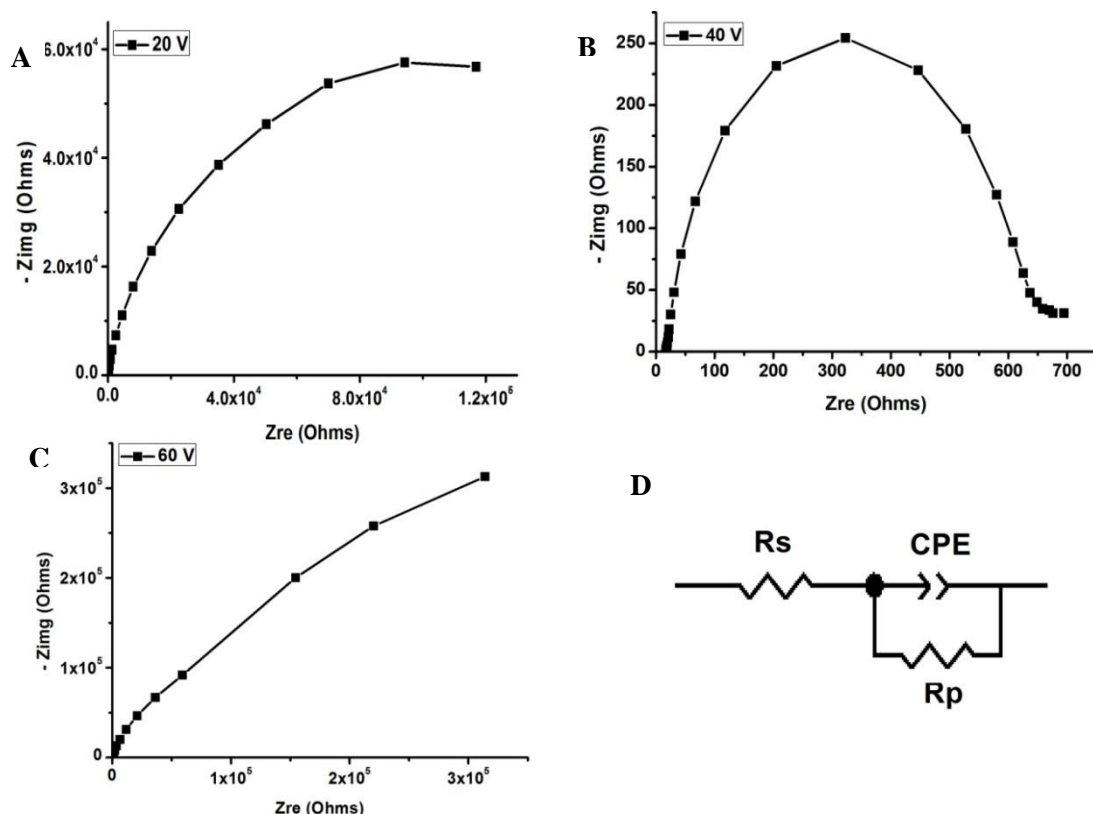 A
20 V
6.0x10⁴
4.0x10⁴
2.0x10⁴
0.0
- Zimg (Ohms)
0.0
4.0x10⁴
8.0x10⁴
1.2x10⁵
Zre (Ohms)
B
40 V
250
200
150
100
50
0
- Zimg (Ohms)
0
100
200
300
400
500
600
700
Zre (Ohms)
C
60 V
3x10⁵
2x10⁵
1x10⁵
0
- Zimg (Ohms)
0
1x10⁵
2x10⁵
3x10⁵
Zre (Ohms)
D
Rs
CPE
Rp